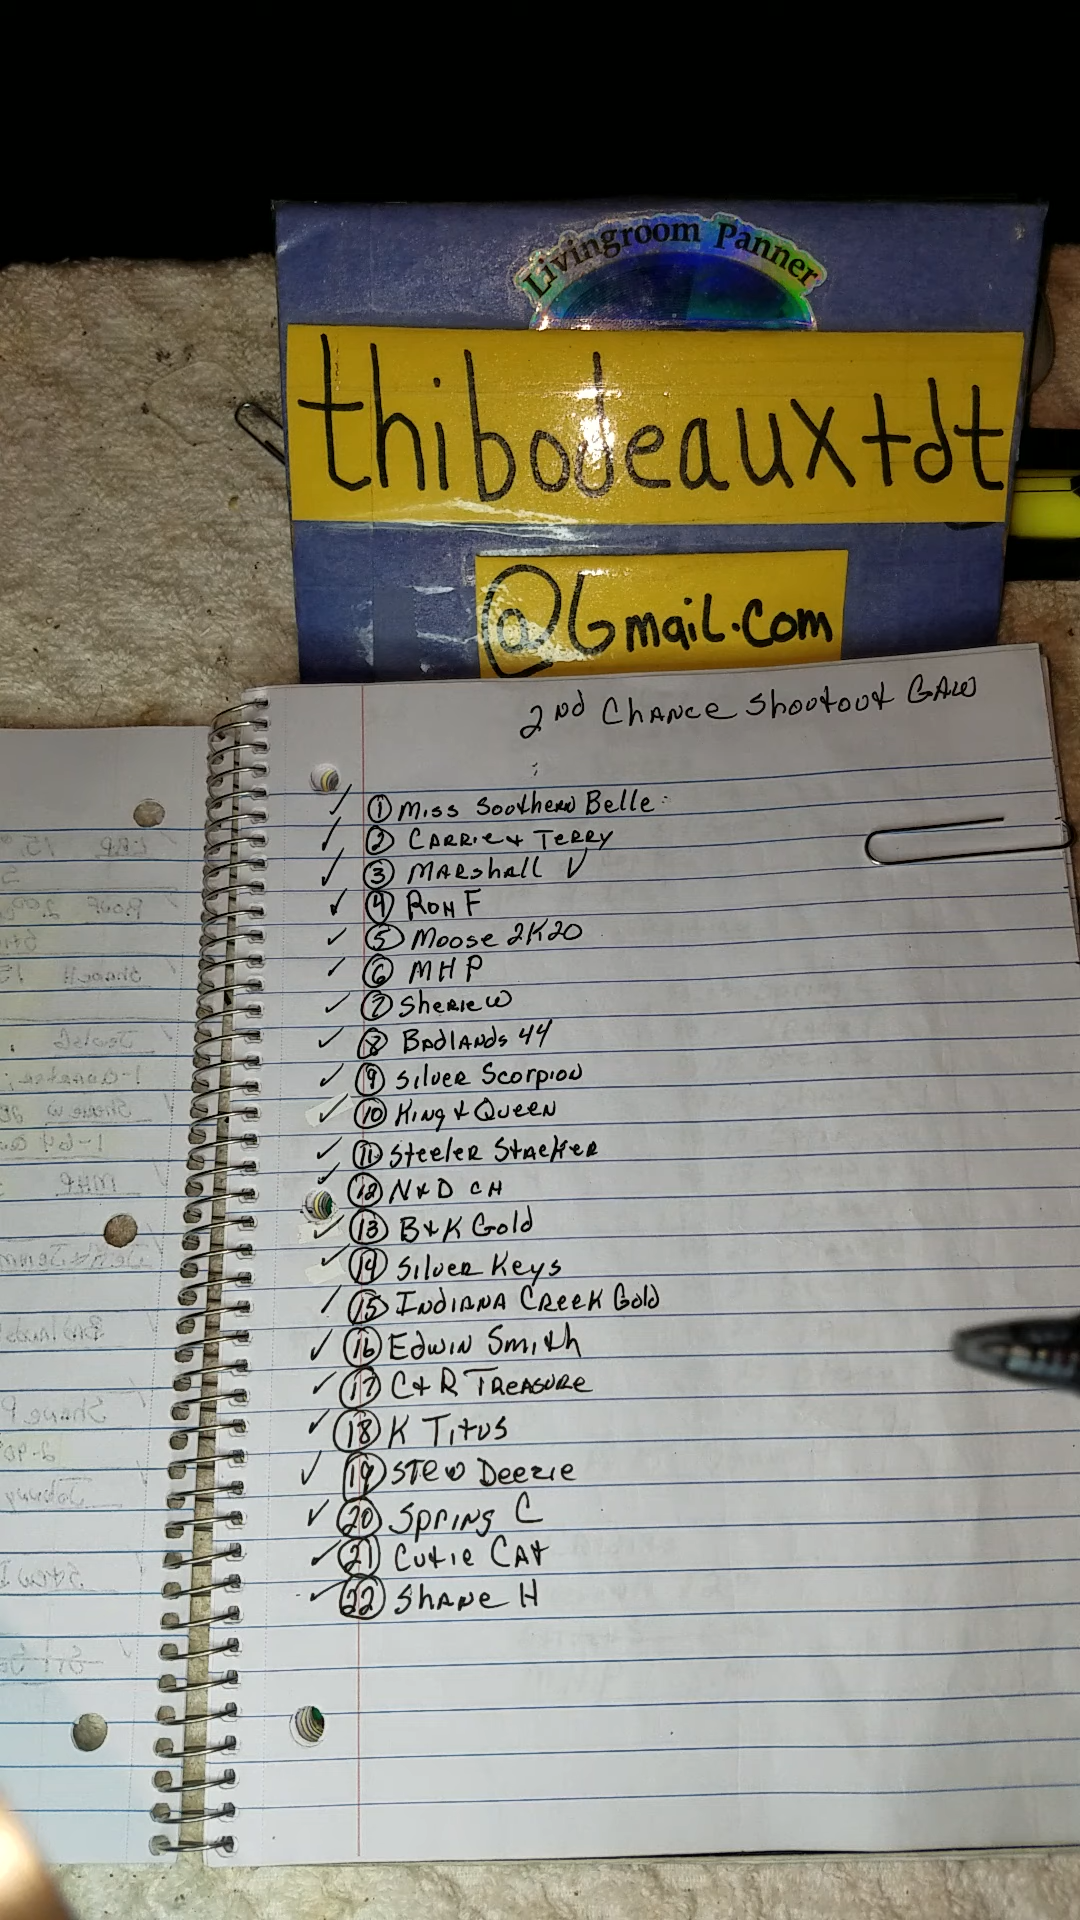 Livingroom Panner
thibodeauxtdt
@Gmail.com
2nd Chance Shootout GAW
① Miss Southern Belle
② Carrie + Terry
③ Marshall ✓
④ Ron F
⑤ Moose 2K20
⑥ MHP
⑦ Sherie W
⑧ Badlands 44
⑨ Silver Scorpion
⑩ King + Queen
⑪ Steeler Stacker
⑫ N+D CH
⑬ B+K Gold
⑭ Silver Keys
⑮ Indiana Creek Gold
⑯ Edwin Smith
⑰ C+R Treasure
⑱ K Titus
⑲ Stew Deezie
⑳ Spring C
㉑ Cutie Cat
㉒ Shane H